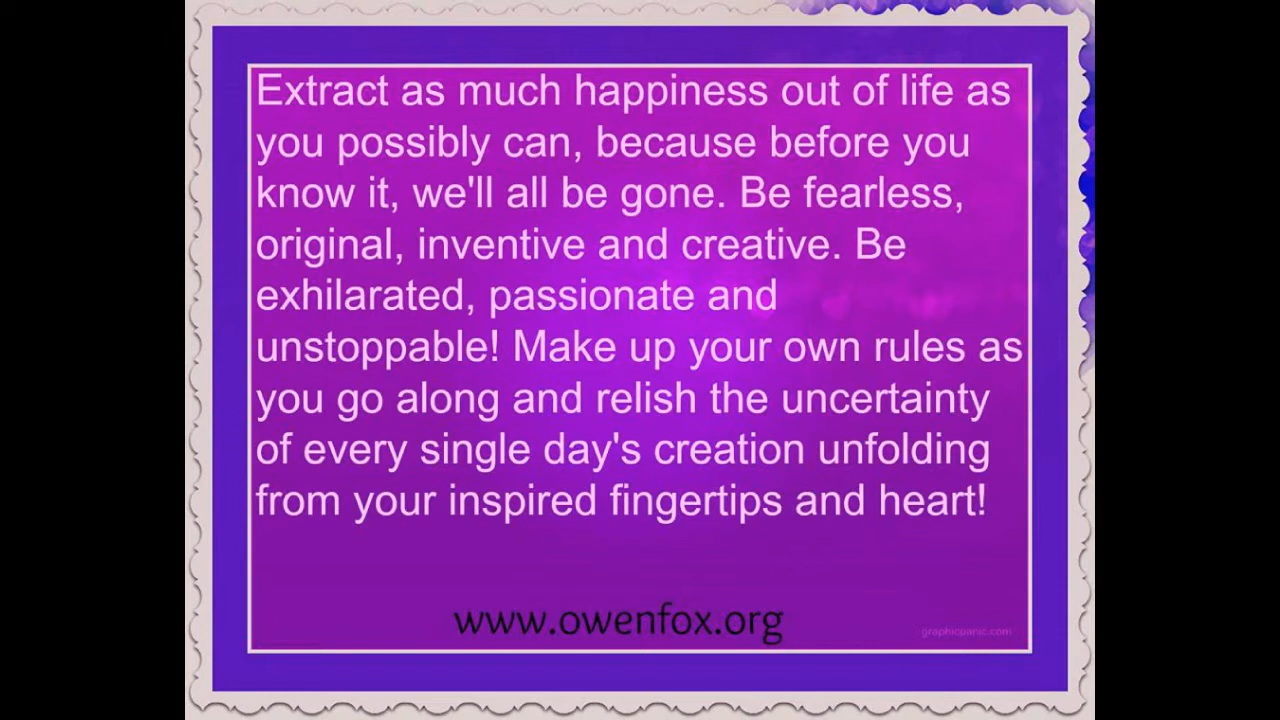 Extract as much happiness out of life as
you possibly can, because before you
know it, we'll all be gone. Be fearless,
original, inventive and creative. Be
exhilarated, passionate and
unstoppable! Make up your own rules as
you go along and relish the uncertainty
of every single day's creation unfolding
from your inspired fingertips and heart!
www.owenfox.org
graphicpanic.com